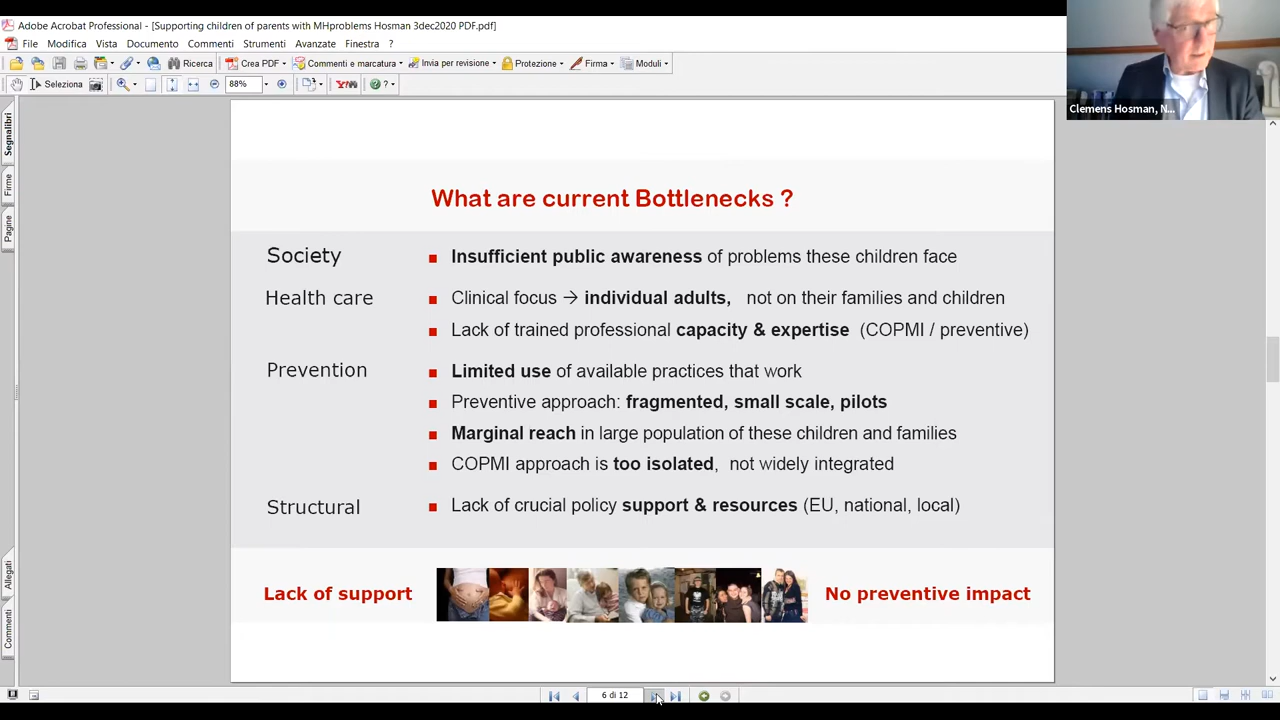 Adobe Acrobat Professional - [Supporting children of parents with MHproblems Hosman 3dec2020 PDF.pdf]
File Modifica Vista Documento Commenti Strumenti Avanzate Finestra ?
Ricerca Crea PDF Commenti e marcatura Invia per revisione Protezione Firma Moduli
Seleziona 88% ?
Clemens Hosman, N...
Segnalibri
Firme
Pagine
Allegati
Commenti
What are current Bottlenecks ?
Society
■ Insufficient public awareness of problems these children face
Health care
■ Clinical focus → individual adults, not on their families and children
■ Lack of trained professional capacity & expertise (COPMI / preventive)
Prevention
■ Limited use of available practices that work
■ Preventive approach: fragmented, small scale, pilots
■ Marginal reach in large population of these children and families
■ COPMI approach is too isolated, not widely integrated
Structural
■ Lack of crucial policy support & resources (EU, national, local)
Lack of support
No preventive impact
6 di 12